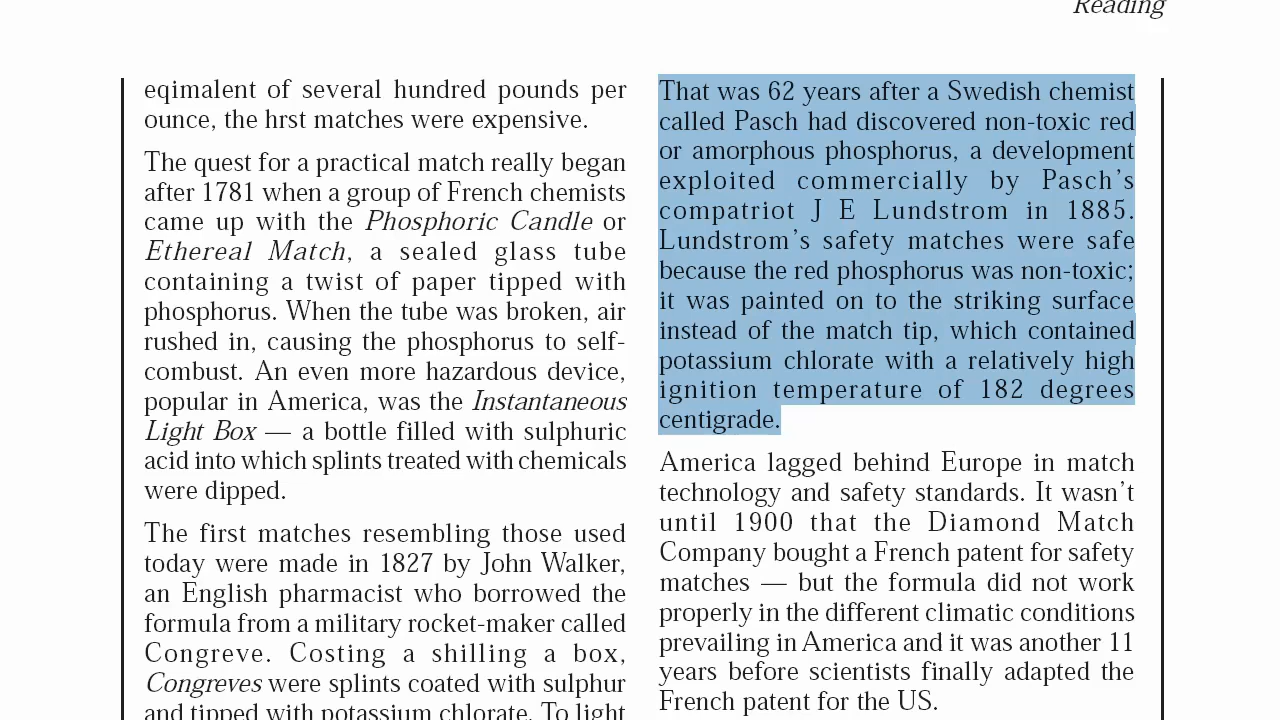 Reading
eqimalent of several hundred pounds per
ounce, the hrst matches were expensive.
The quest for a practical match really began
after 1781 when a group of French chemists
came up with the Phosphoric Candle or
Ethereal Match, a sealed glass tube
containing a twist of paper tipped with
phosphorus. When the tube was broken, air
rushed in, causing the phosphorus to self-
combust. An even more hazardous device,
popular in America, was the Instantaneous
Light Box — a bottle filled with sulphuric
acid into which splints treated with chemicals
were dipped.
The first matches resembling those used
today were made in 1827 by John Walker,
an English pharmacist who borrowed the
formula from a military rocket-maker called
Congreve. Costing a shilling a box,
Congreves were splints coated with sulphur
and tipped with potassium chlorate. To light
That was 62 years after a Swedish chemist
called Pasch had discovered non-toxic red
or amorphous phosphorus, a development
exploited commercially by Pasch's
compatriot J E Lundstrom in 1885.
Lundstrom's safety matches were safe
because the red phosphorus was non-toxic;
it was painted on to the striking surface
instead of the match tip, which contained
potassium chlorate with a relatively high
ignition temperature of 182 degrees
centigrade.
America lagged behind Europe in match
technology and safety standards. It wasn't
until 1900 that the Diamond Match
Company bought a French patent for safety
matches — but the formula did not work
properly in the different climatic conditions
prevailing in America and it was another 11
years before scientists finally adapted the
French patent for the US.